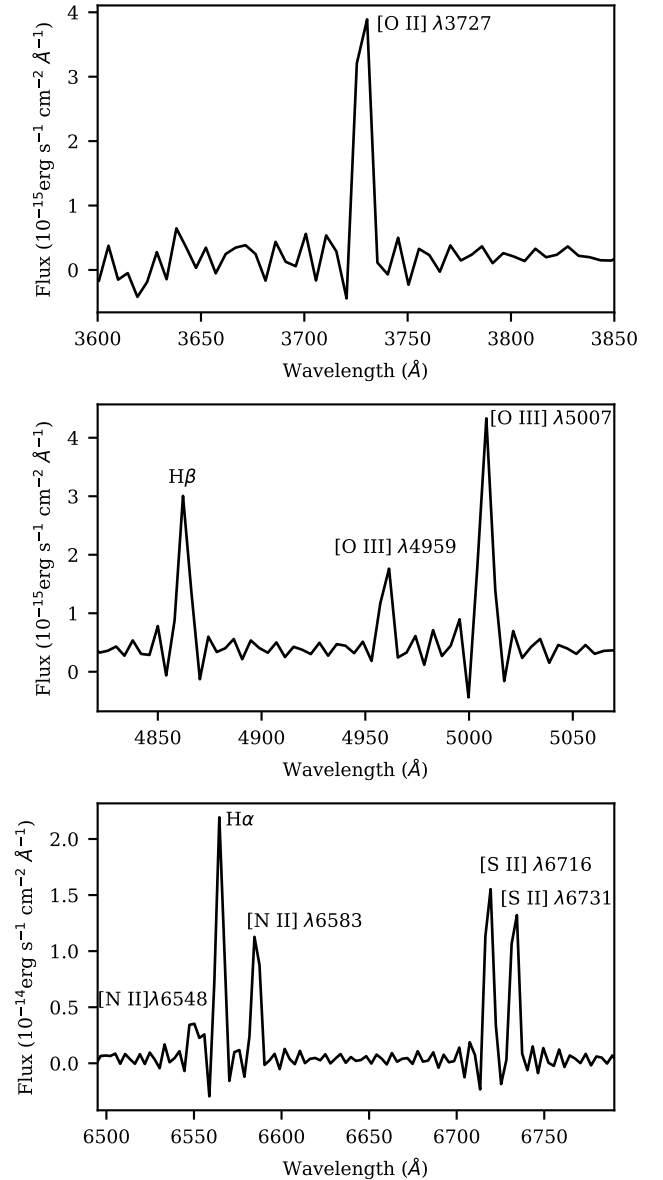 4
[O II] λ3727
3
2
1
0
Flux (10⁻¹⁵erg s⁻¹ cm⁻² Å⁻¹)
3600 3650 3700 3750 3800 3850
Wavelength (Å)
[O III] λ5007
4
Hβ
3
[O III] λ4959
2
1
0
Flux (10⁻¹⁵erg s⁻¹ cm⁻² Å⁻¹)
4850 4900 4950 5000 5050
Wavelength (Å)
Hα
2.0
[S II] λ6716
1.5
[S II] λ6731
[N II] λ6583
1.0
[N II]λ6548
0.5
0.0
Flux (10⁻¹⁴erg s⁻¹ cm⁻² Å⁻¹)
6500 6550 6600 6650 6700 6750
Wavelength (Å)